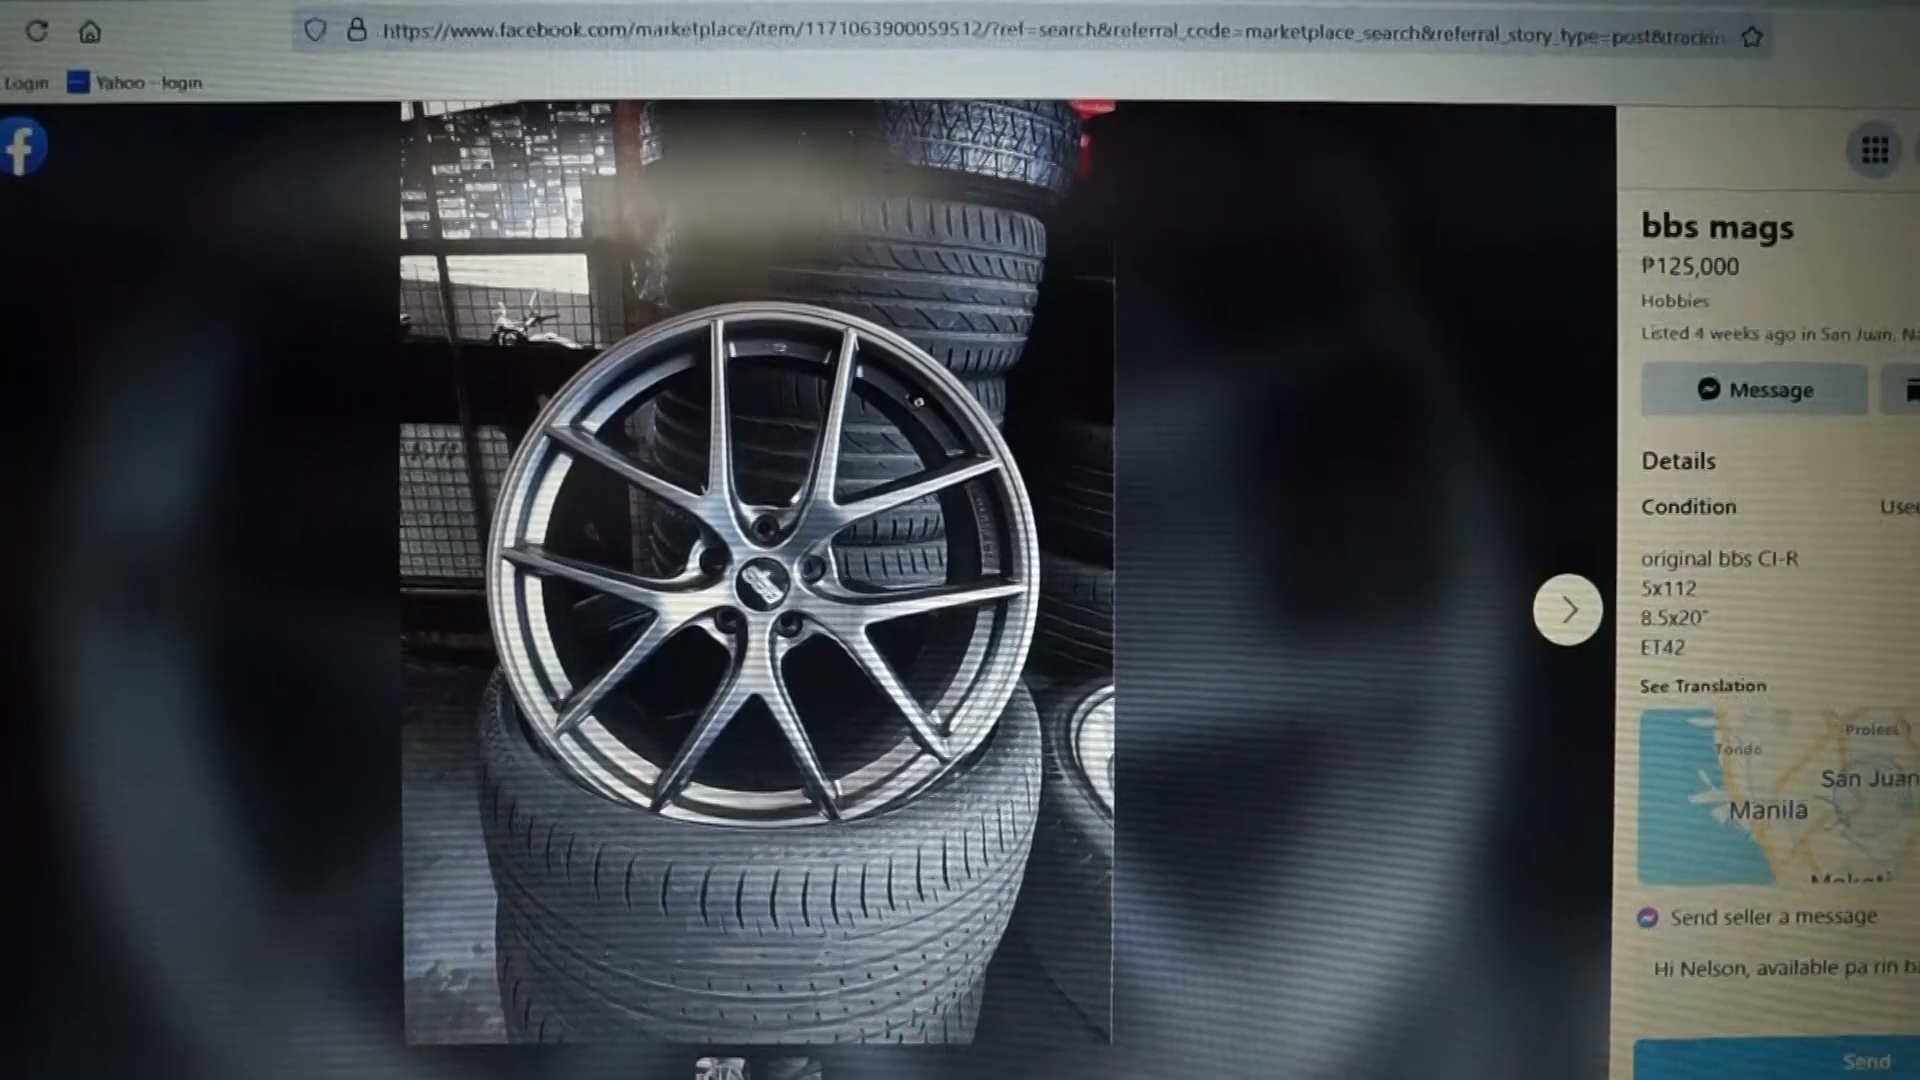 https://www.facebook.com/marketplace/item/1171063900059512/?ref=search&referral_code=marketplace_search&referral_story_type=post&trackin
Login Yahoo - login
bbs mags
₱125,000
Hobbies
Listed 4 weeks ago in San Juan,
Message
Details
Condition Used
original bbs CI-R
5x112
8.5x20"
ET42
See Translation
Project
Tondo
San Juan
Manila
Send seller a message
Hi Nelson, available pa rin
Send